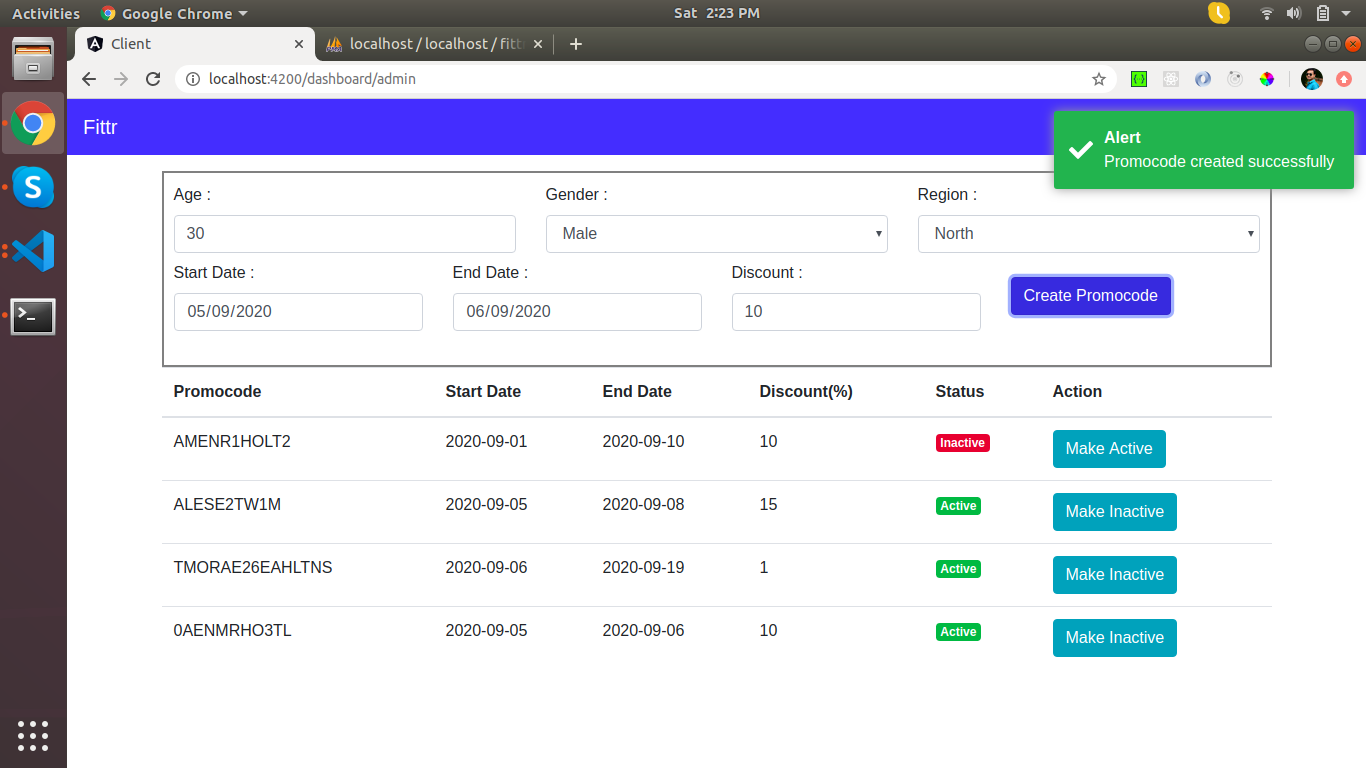 Activities Google Chrome Sat 2:23 PM
Client localhost / localhost / fitt
localhost:4200/dashboard/admin
Fittr
Alert
Promocode created successfully
Age : Gender : Region :
30 Male North
Start Date : End Date : Discount :
05/09/2020 06/09/2020 10 Create Promocode
Promocode Start Date End Date Discount(%) Status Action
AMENR1HOLT2 2020-09-01 2020-09-10 10 Inactive Make Active
ALESE2TW1M 2020-09-05 2020-09-08 15 Active Make Inactive
TMORAE26EAHLTNS 2020-09-06 2020-09-19 1 Active Make Inactive
0AENMRHO3TL 2020-09-05 2020-09-06 10 Active Make Inactive